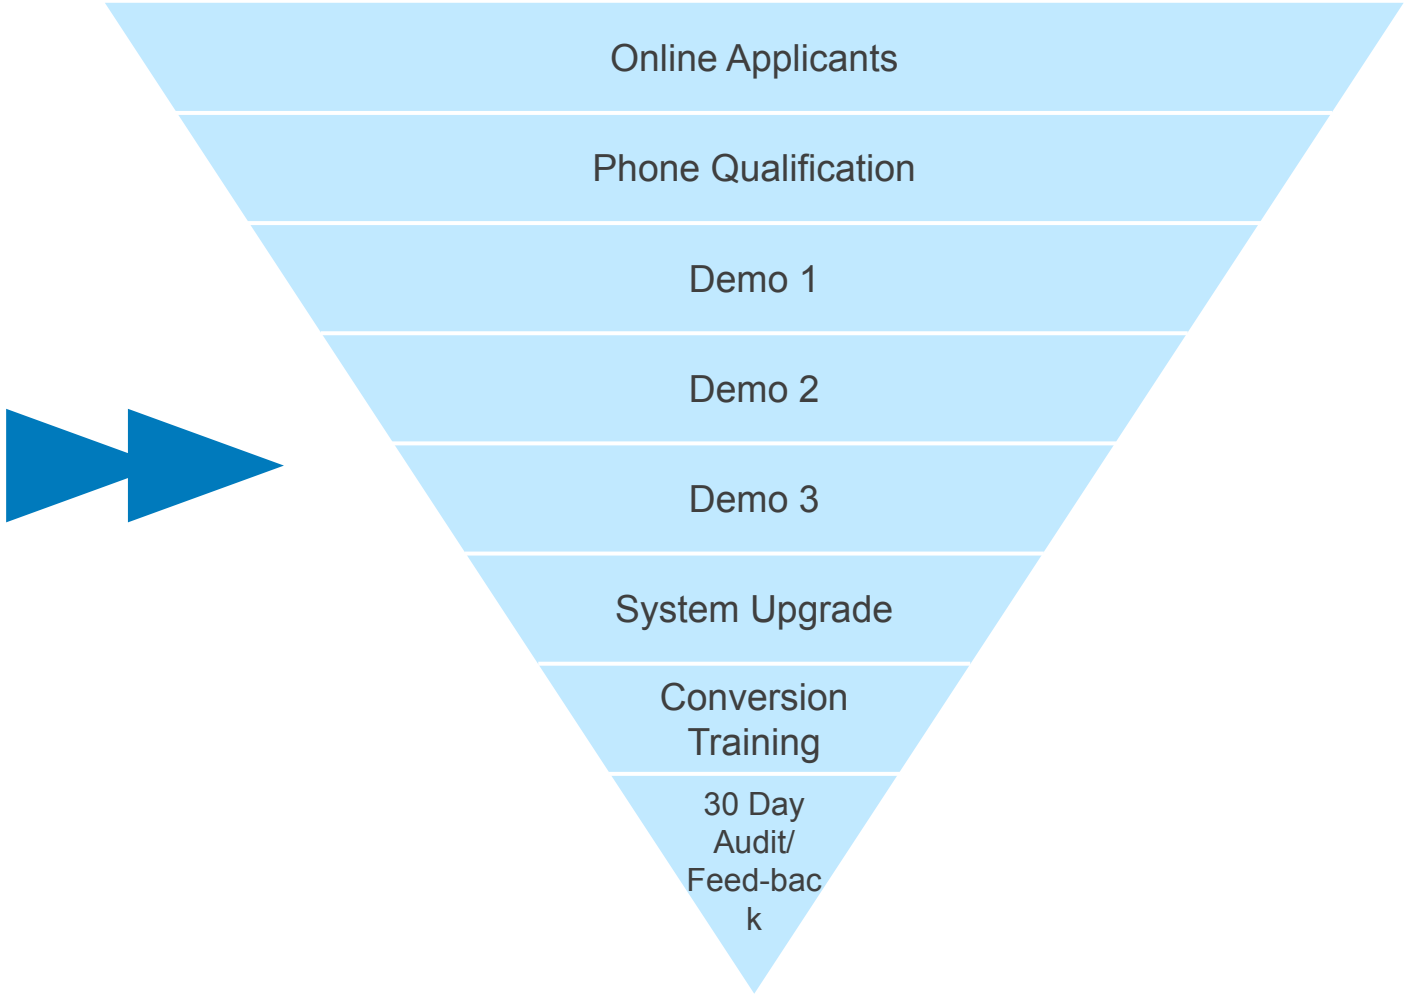 Online Applicants
Phone Qualification
Demo 1
Demo 2
Demo 3
System Upgrade
Conversion
Training
30 Day
Audit/
Feed-bac
k